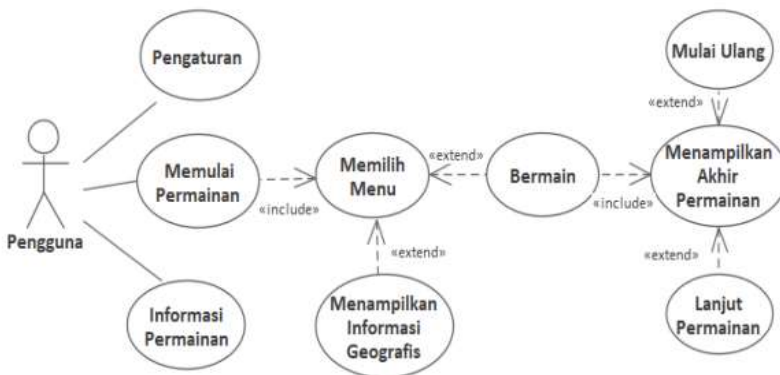 Pengaturan
Mulai Ulang
«extend»
Memulai
Permainan
«include»
Memilih
Menu
«extend»
Bermain
«include»
Menampilkan
Akhir
Permainan
Pengguna
«extend»
«extend»
Informasi
Permainan
Menampilkan
Informasi
Geografis
Lanjut
Permainan